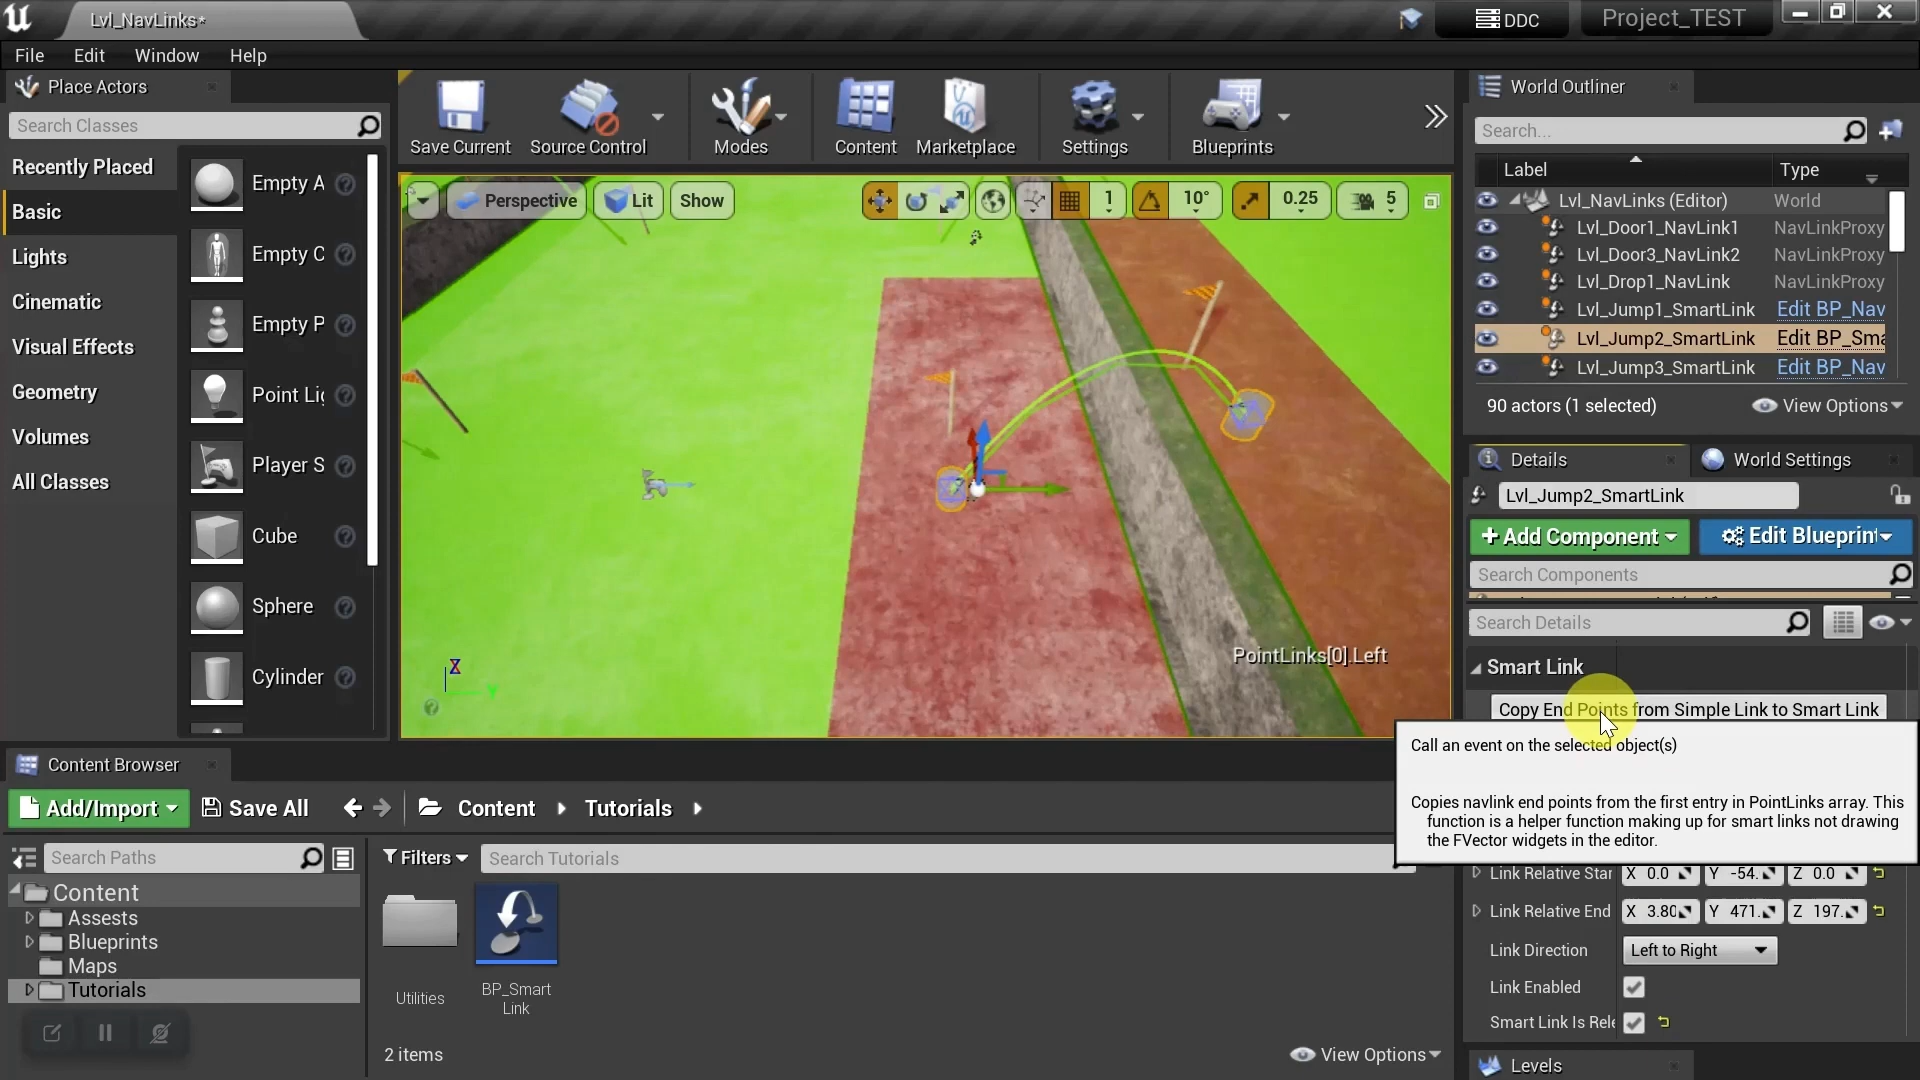 Lvl_NavLinks*
DDC
Project_TEST
File Edit Window Help
Place Actors
Search Classes
Recently Placed
Basic
Lights
Cinematic
Visual Effects
Geometry
Volumes
All Classes
Empty A
Empty C
Empty P
Point Lig
Player S
Cube
Sphere
Cylinder
Save Current
Source Control
Modes
Content
Marketplace
Settings
Blueprints
Perspective
Lit
Show
1
10°
0.25
5
PointLinks[0].Left
Z
Y
World Outliner
Search...
Label Type
Lvl_NavLinks (Editor) World
Lvl_Door1_NavLink1 NavLinkProxy
Lvl_Door3_NavLink2 NavLinkProxy
Lvl_Drop1_NavLink NavLinkProxy
Lvl_Jump1_SmartLink Edit BP_Nav
Lvl_Jump2_SmartLink Edit BP_Sma
Lvl_Jump3_SmartLink Edit BP_Nav
90 actors (1 selected)
View Options
Details
World Settings
Lvl_Jump2_SmartLink
+ Add Component
Edit Blueprint
Search Components
Search Details
Smart Link
Copy End Points from Simple Link to Smart Link
Call an event on the selected object(s)
Copies navlink end points from the first entry in PointLinks array. This
function is a helper function making up for smart links not drawing
the FVector widgets in the editor.
Link Relative Star X 0.0 Y -54. Z 0.0
Link Relative End X 3.80 Y 471. Z 197.
Link Direction Left to Right
Link Enabled
Smart Link Is Rele
Levels
Content Browser
Add/Import
Save All
Content
Tutorials
Search Paths
Content
Assests
Blueprints
Maps
Tutorials
Filters
Search Tutorials
Utilities
BP_Smart
Link
2 items
View Options